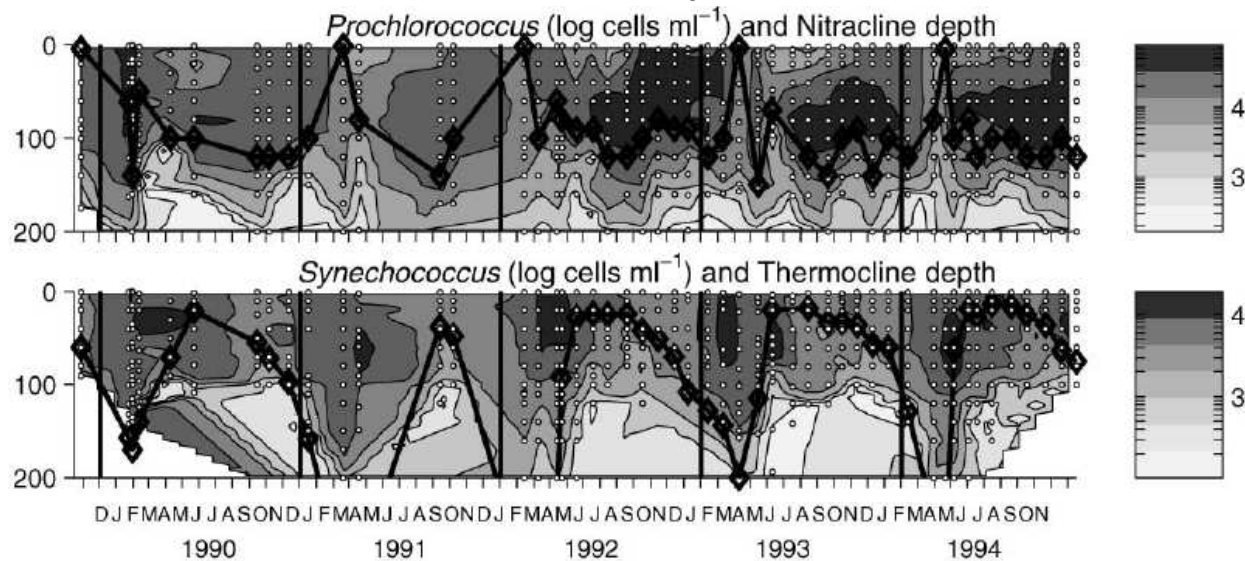 Prochlorococcus (log cells ml⁻¹) and Nitracline depth
0
100
200
4
3
Synechococcus (log cells ml⁻¹) and Thermocline depth
0
100
200
4
3
D J F M A M J J A S O N D J F M A M J J A S O N D J F M A M J J A S O N D J F M A M J J A S O N D J F M A M J J A S O N
1990 1991 1992 1993 1994